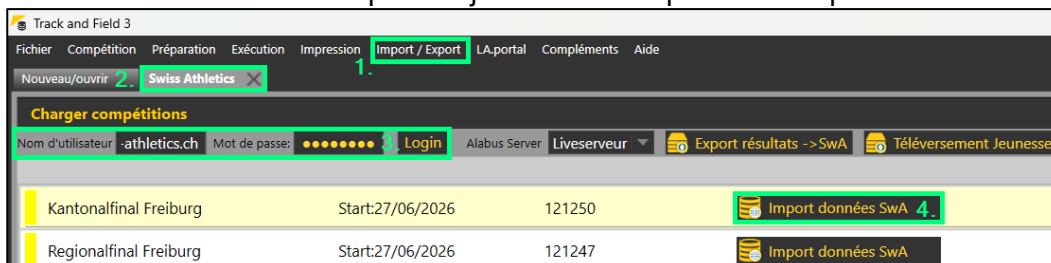 Track and Field 3
Fichier Compétition Préparation Exécution Impression Import / Export LA.portal Compléments Aide
1.
Nouveau/ouvrir 2. Swiss Athletics
Charger compétitions
Nom d'utilisateur -athletics.ch Mot de passe: ●●●●●●●● 3. Login Alabus Server Liveserveur Export résultats ->SwA Téléversement Jeunesse
Kantonalfinal Freiburg Start:27/06/2026 121250 Import données SwA 4.
Regionalfinal Freiburg Start:27/06/2026 121247 Import données SwA